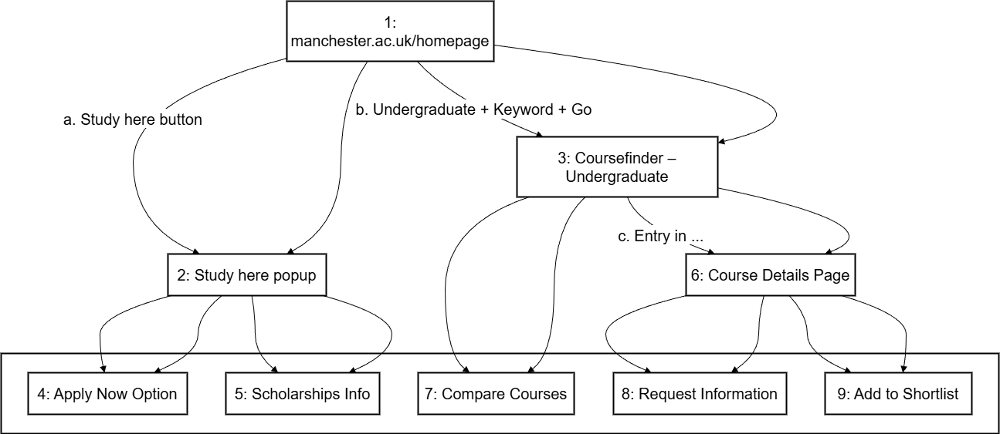 1:
manchester.ac.uk/homepage
a. Study here button
b. Undergraduate + Keyword + Go
3: Coursefinder –
Undergraduate
c. Entry in ...
2: Study here popup
6: Course Details Page
4: Apply Now Option
5: Scholarships Info
7: Compare Courses
8: Request Information
9: Add to Shortlist